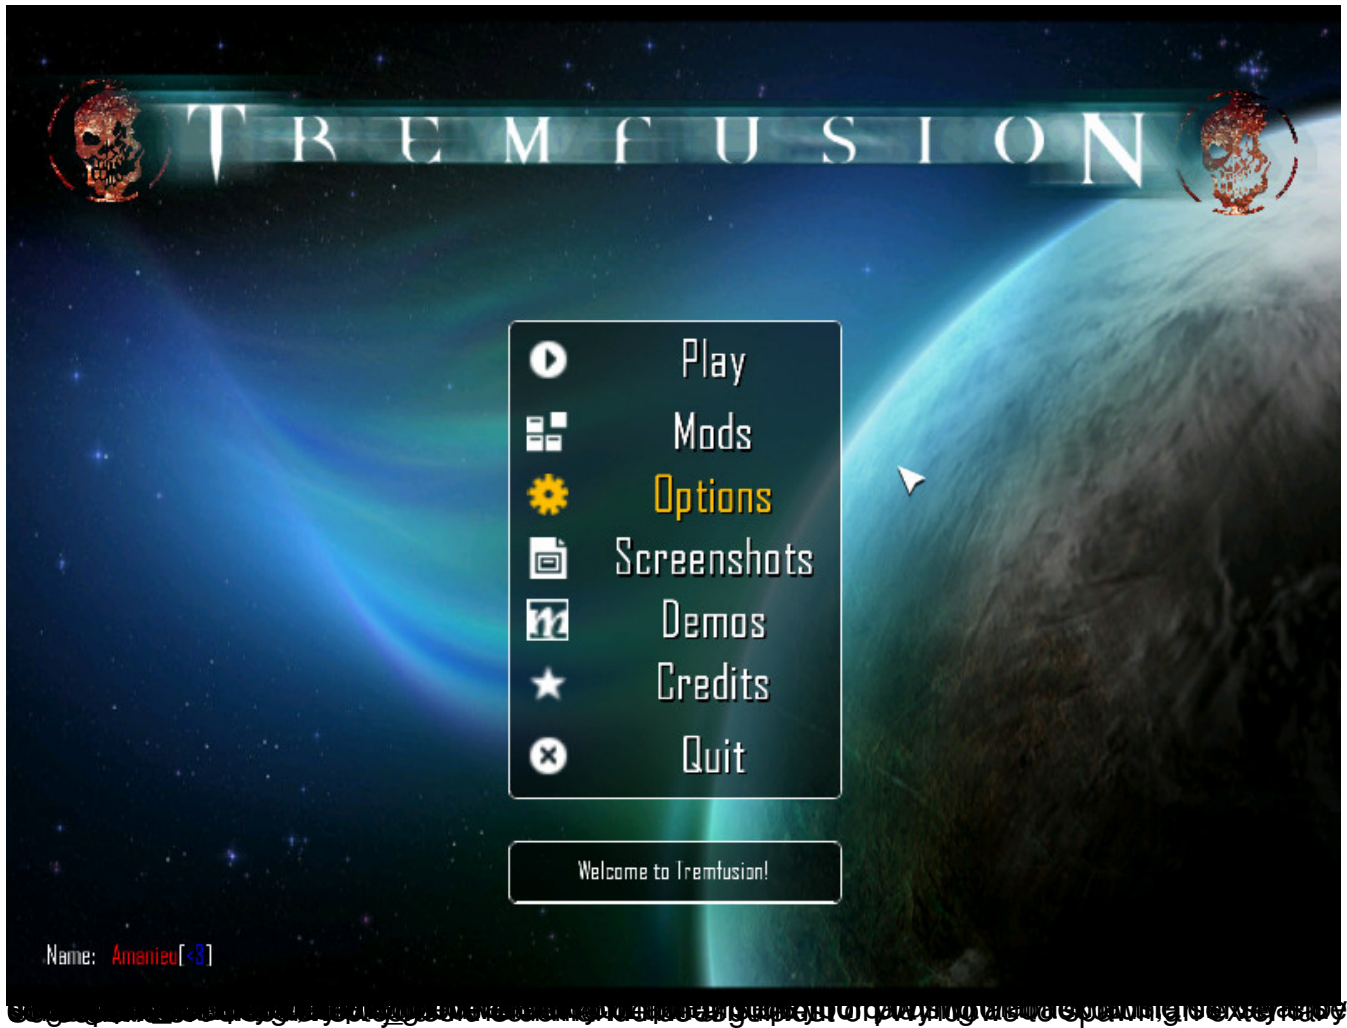 TREMFUSION
Play
Mods
Options
Screenshots
Demos
Credits
Quit
Welcome to Tremfusion!
Name: Amanieu[<3]